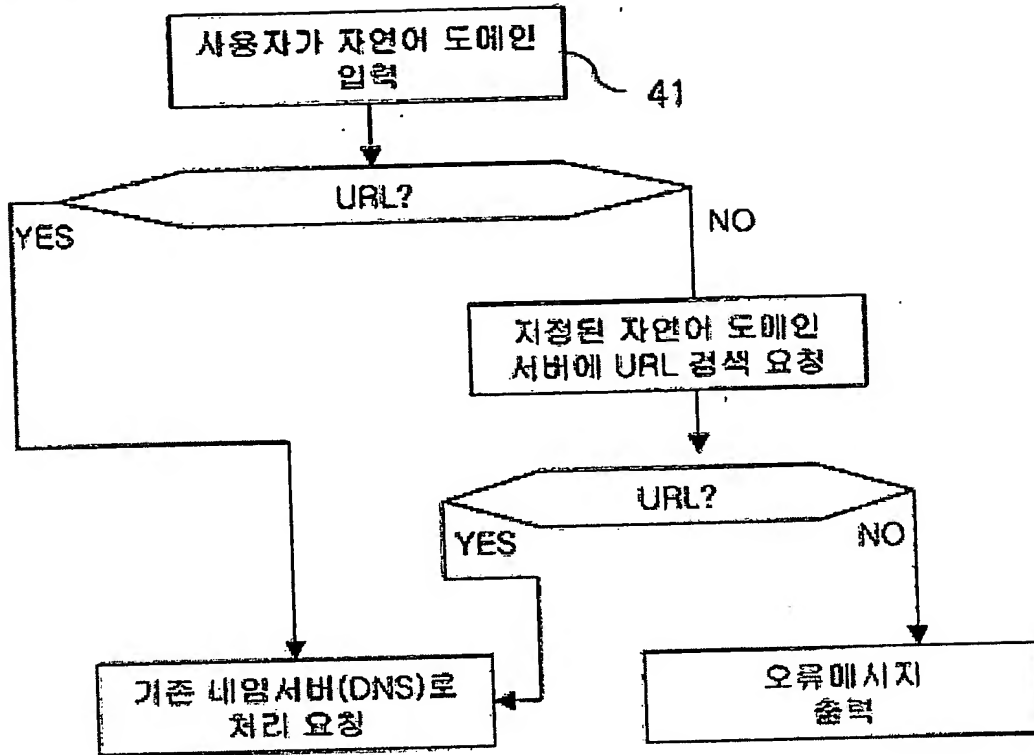 사용자가 자연어 도메인
입력
41
URL?
YES
NO
지정된 자연어 도메인
서버에 URL 검색 요청
URL?
YES
NO
기존 네임서버(DNS)로
처리 요청
오류메시지
출력